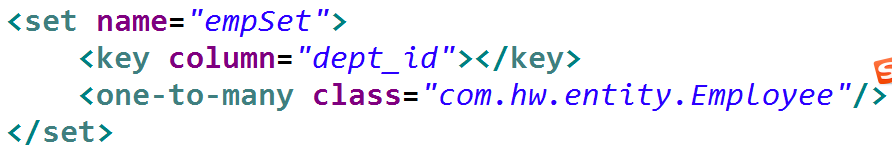 <set name="empSet">
<key column="dept_id"></key>
<one-to-many class="com.hw.entity.Employee"/>
</set>